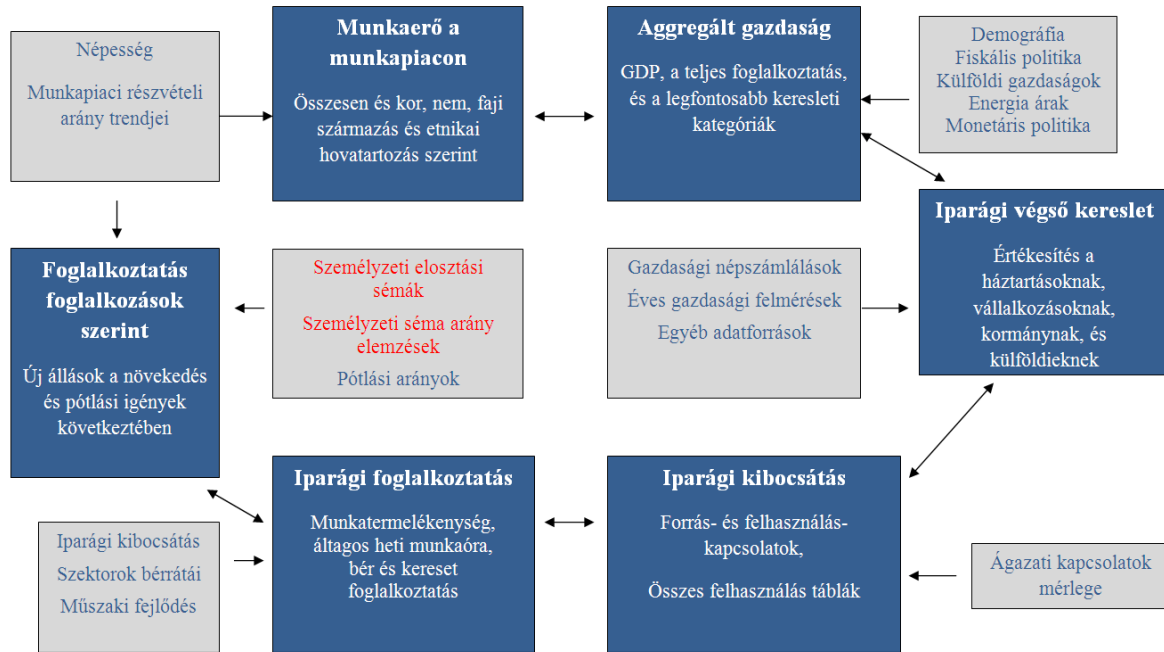 Népesség
Munkapiaci részvételi
arány trendjei
Munkaerő a
munkapiacon
Összesen és kor, nem, faji
származás és etnikai
hovatartozás szerint
Aggregált gazdaság
GDP, a teljes foglalkoztatás,
és a legfontosabb keresleti
kategóriák
Demográfia
Fiskális politika
Külföldi gazdaságok
Energia árak
Monetáris politika
Foglalkoztatás
foglalkozások
szerint
Új állások a növekedés
és pótlási igények
következtében
Személyzeti elosztási
sémák
Személyzeti séma arány
elemzések
Pótlási arányok
Gazdasági népszámlálások
Éves gazdasági felmérések
Egyéb adatforrások
Iparági végső kereslet
Értékesítés a
háztartásoknak,
vállalkozásoknak,
kormánynak, és
külföldieknek
Iparági kibocsátás
Szektorok bérrátái
Műszaki fejlődés
Iparági foglalkoztatás
Munkatermelékenység,
áltagos heti munkaóra,
bér és kereset
foglalkoztatás
Iparági kibocsátás
Forrás- és felhasználás-
kapcsolatok,
Összes felhasználás táblák
Ágazati kapcsolatok
mérlege